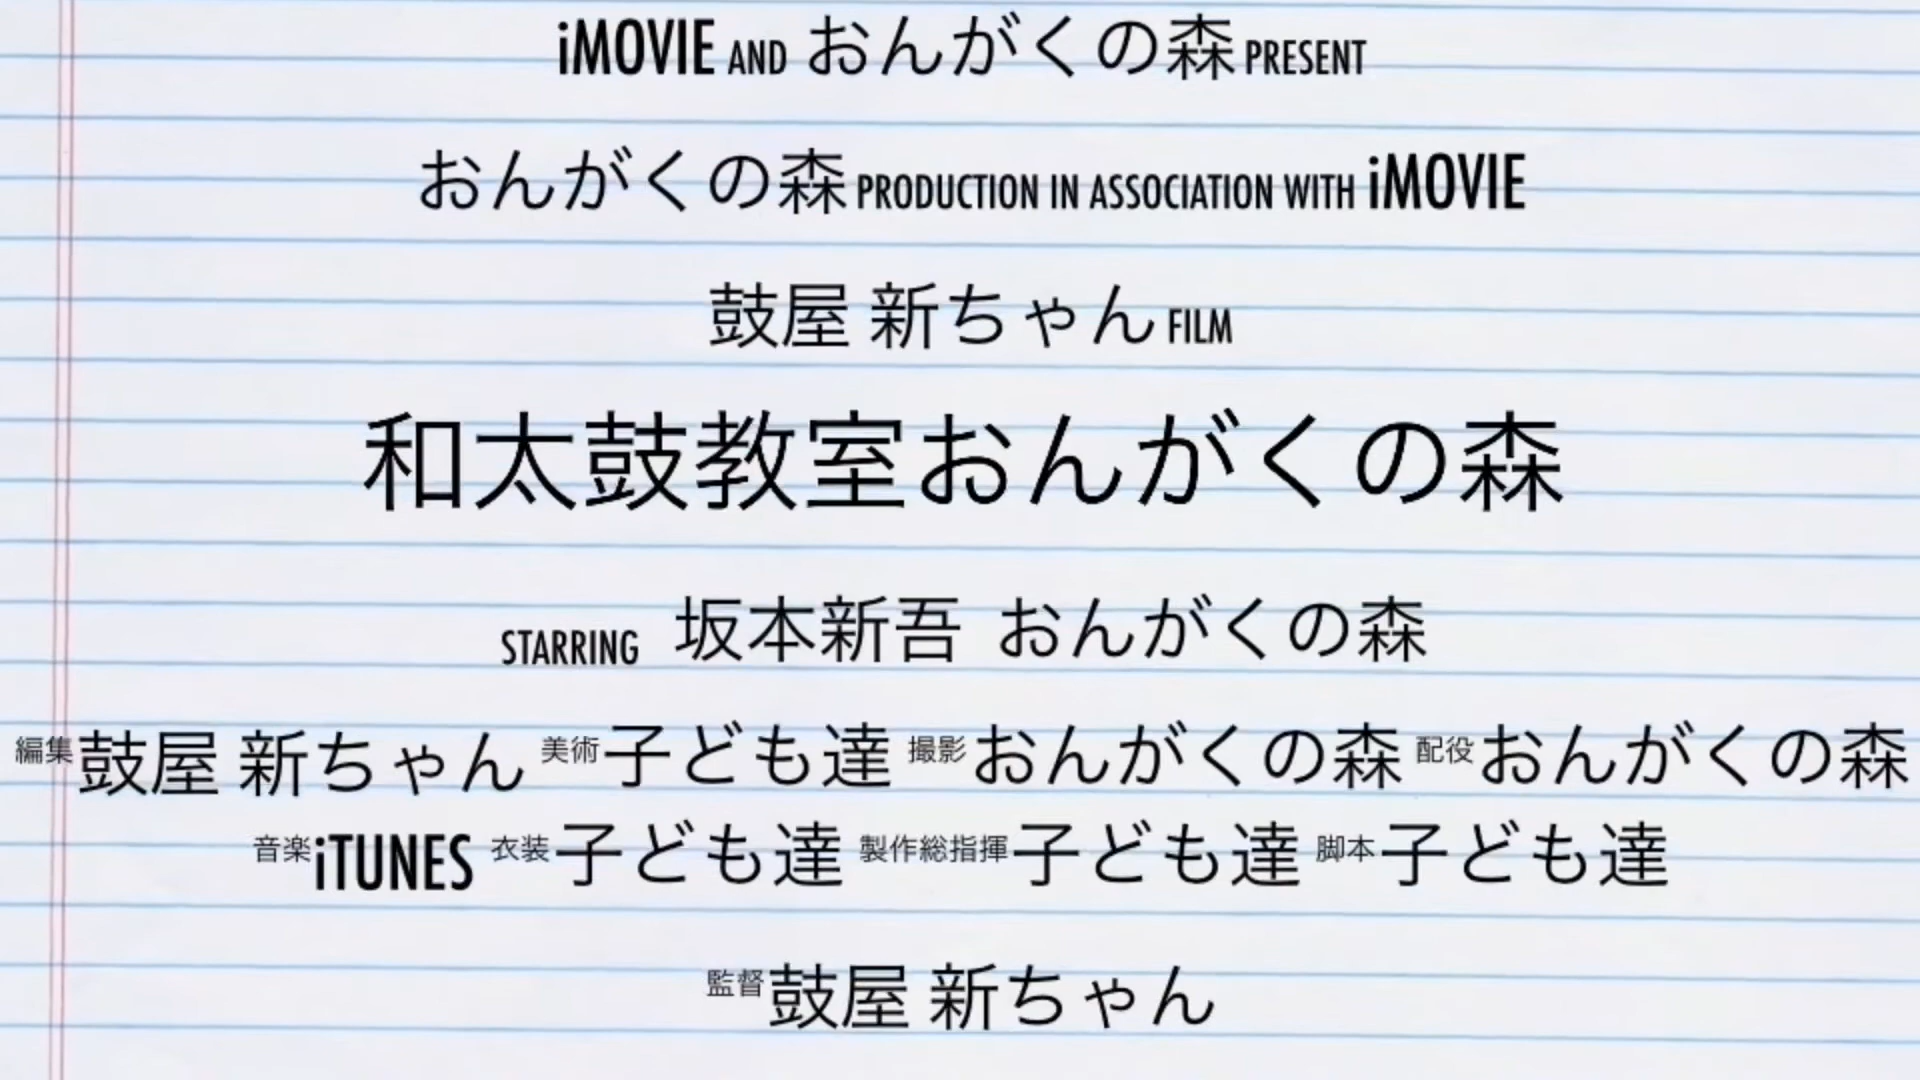 iMOVIE AND おんがくの森 PRESENT
おんがくの森 PRODUCTION IN ASSOCIATION WITH iMOVIE
鼓屋 新ちゃん FILM
和太鼓教室おんがくの森
STARRING 坂本新吾 おんがくの森
編集 鼓屋 新ちゃん 美術 子ども達 撮影 おんがくの森 配役 おんがくの森
音楽 iTUNES 衣装 子ども達 製作総指揮 子ども達 脚本 子ども達
監督 鼓屋 新ちゃん